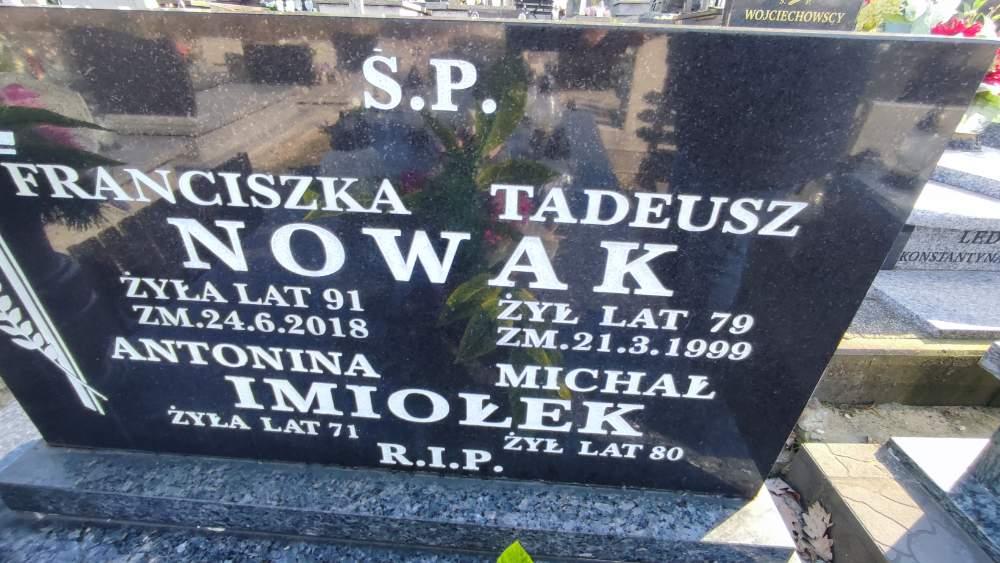 Ś.P.
WOJCIECHOWSCY
Ś.P.
FRANCISZKA TADEUSZ
NOWAK
ŻYŁA LAT 91 ŻYŁ LAT 79
ZM.24.6.2018 ZM.21.3.1999
ANTONINA MICHAŁ
IMIOŁEK
ŻYŁA LAT 71 ŻYŁ LAT 80
R.I.P.
KONSTANTYNA